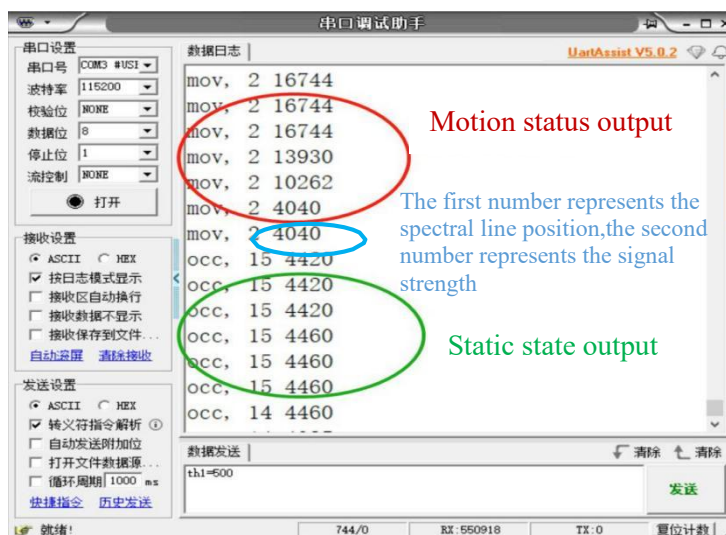 串口调试助手
串口设置
串口号 COM3 #USI
波特率 115200
校验位 NONE
数据位 8
停止位 1
流控制 NONE
打开
接收设置
ASCII HEX
按日志模式显示
接收区自动换行
接收数据不显示
接收保存到文件...
自动滚屏 清除接收
发送设置
ASCII HEX
转义符指令解析
自动发送附加位
打开文件数据源...
循环周期 1000 ms
快捷指令 历史发送
数据日志
UartAssist V5.0.2
mov, 2 16744
mov, 2 16744
mov, 2 16744
mov, 2 13930
mov, 2 10262
mov, 2 4040
mov, 2 4040
occ, 15 4420
occ, 15 4420
occ, 15 4420
occ, 15 4460
occ, 15 4460
occ, 15 4460
occ, 14 4460
Motion status output
The first number represents the
spectral line position,the second
number represents the signal
strength
Static state output
数据发送
清除 清除
th1=600
发送
就绪! 744/0 RX:550918 TX:0 复位计数